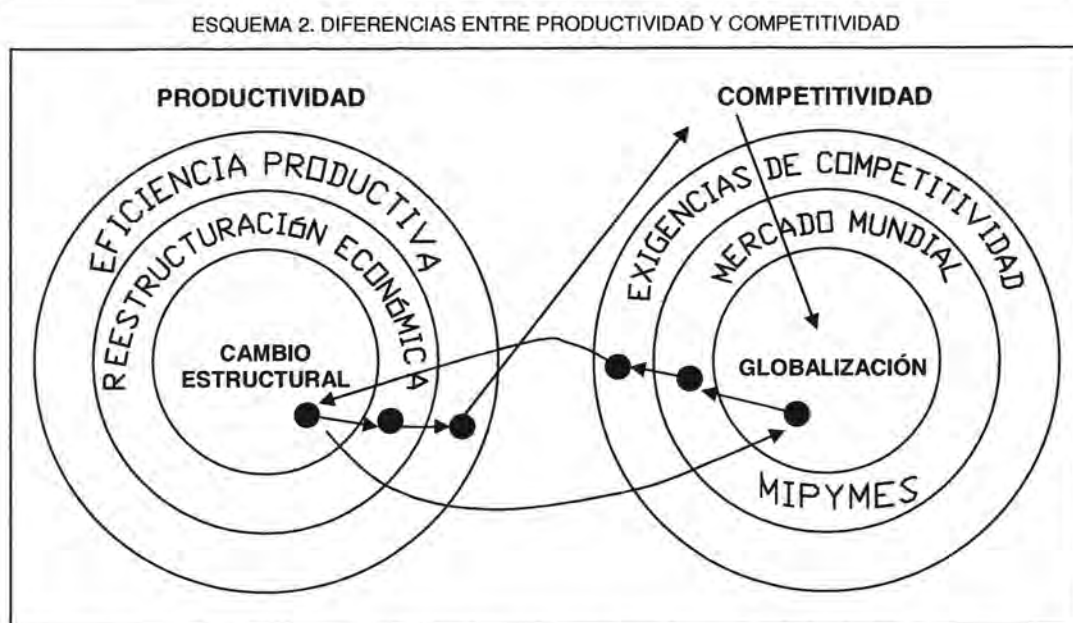 ESQUEMA 2. DIFERENCIAS ENTRE PRODUCTIVIDAD Y COMPETITIVIDAD
PRODUCTIVIDAD
EFICIENCIA PRODUCTIVA
REESTRUCTURACIÓN ECONÓMICA
CAMBIO
ESTRUCTURAL
COMPETITIVIDAD
EXIGENCIAS DE COMPETITIVIDAD
MERCADO MUNDIAL
GLOBALIZACIÓN
MIPYMES